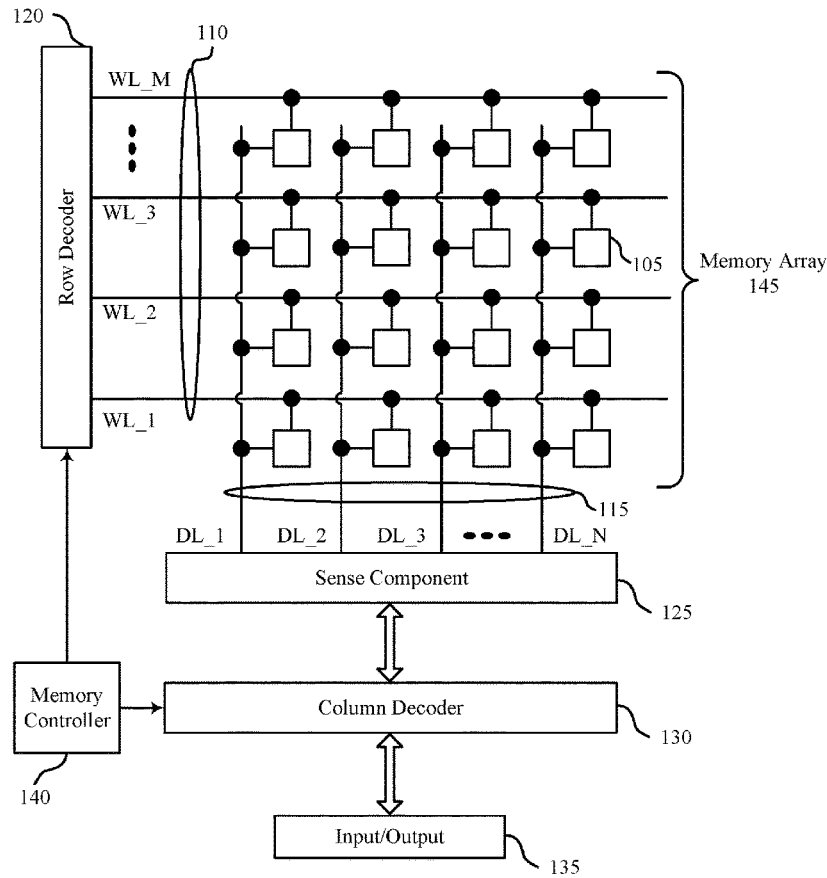 120
110
WL_M
WL_3
WL_2
WL_1
Row Decoder
105
Memory Array
145
115
DL_1
DL_2
DL_3
DL_N
Sense Component
125
Memory
Controller
140
Column Decoder
130
Input/Output
135